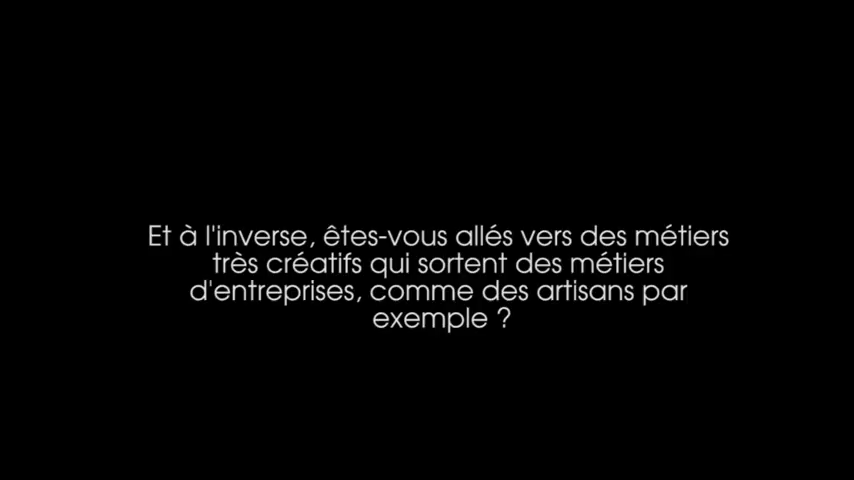 Et à l'inverse, êtes-vous allés vers des métiers
très créatifs qui sortent des métiers
d'entreprises, comme des artisans par
exemple ?